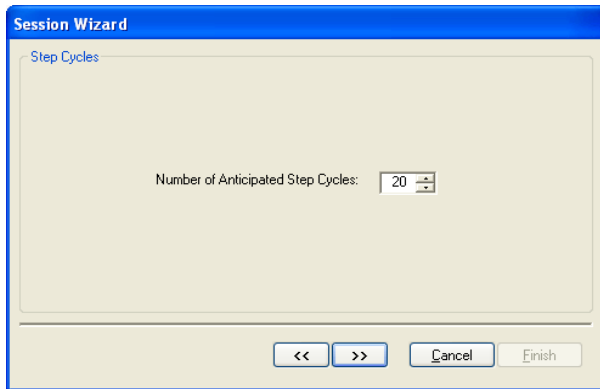 Session Wizard
Step Cycles
Number of Anticipated Step Cycles: 20
<< >> Cancel Finish